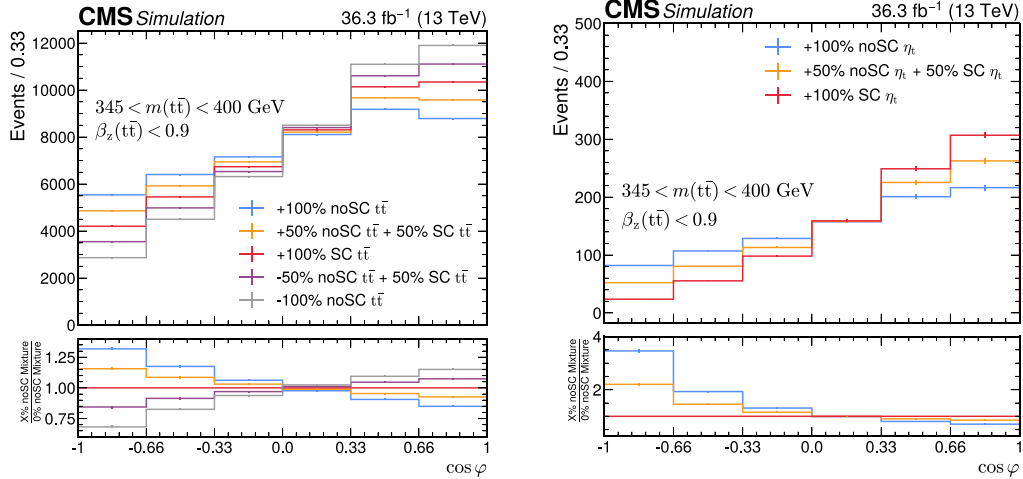 CMS Simulation 36.3 fb⁻¹ (13 TeV)
Events / 0.33
12000
10000
8000
6000
4000
2000
0
345 < m(tt̄) < 400 GeV
β_z(tt̄) < 0.9
+100% noSC tt̄
+50% noSC tt̄ + 50% SC tt̄
+100% SC tt̄
-50% noSC tt̄ + 50% SC tt̄
-100% noSC tt̄
X% noSC Mixture
0% noSC Mixture
1.25
1.00
0.75
-1 -0.66 -0.33 0.0 0.33 0.66 1
cos φ
CMS Simulation 36.3 fb⁻¹ (13 TeV)
Events / 0.33
500
400
300
200
100
0
+100% noSC η_t
+50% noSC η_t + 50% SC η_t
+100% SC η_t
345 < m(tt̄) < 400 GeV
β_z(tt̄) < 0.9
X% noSC Mixture
0% noSC Mixture
4
2
-1 -0.66 -0.33 0.0 0.33 0.66 1
cos φ